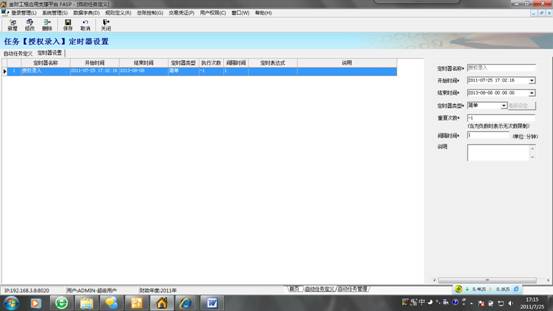 金财工程应用支撑平台 FASP - [自动任务定义]
登录管理(L) 系统管理(S) 数据字典(D) 规则定义(R) 总账控制(G) 交易凭证(P) 用户权限(C) 窗口(W) 帮助(H)
新增 修改 删除 保存 取消 关闭
任务【授权录入】定时器设置
自动任务定义 定时器设置
定时器名称 开始时间 结束时间 定时器类型 执行次数 间隔时间 定时表达式 说明
1 授权录入 2011-07-25 17:02:16 2013-08-08 简单 -1 1
定时器名称* 授权录入
开始时间* 2011-07-25 17:02:16
结束时间* 2013-08-08 00:00:00
定时器类型* 简单
重复次数* -1
(当为负数时表示无次数限制)
间隔时间* 1 (单位:分钟)
说明
IP:192.168.3.8:8020 用户:ADMIN-超级用户 财政年度:2011年 首页 自动任务定义 自动任务管理
17:15
2011/7/25